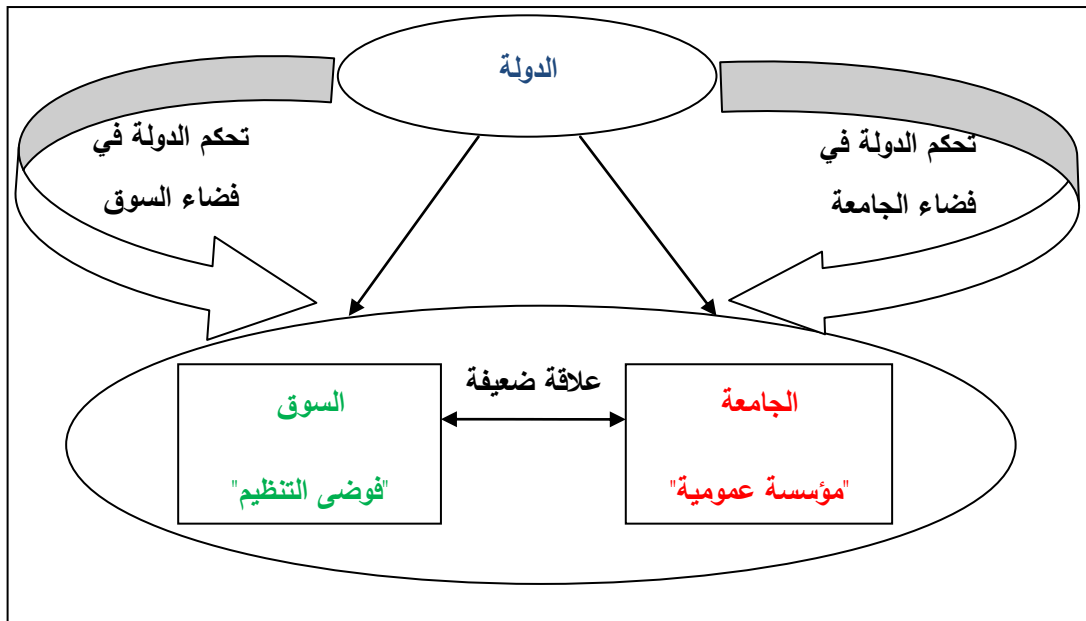 الدولة
تحكم الدولة في
فضاء الجامعة
تحكم الدولة في
فضاء السوق
علاقة ضعيفة
الجامعة
"مؤسسة عمومية"
السوق
"فوضى التنظيم"